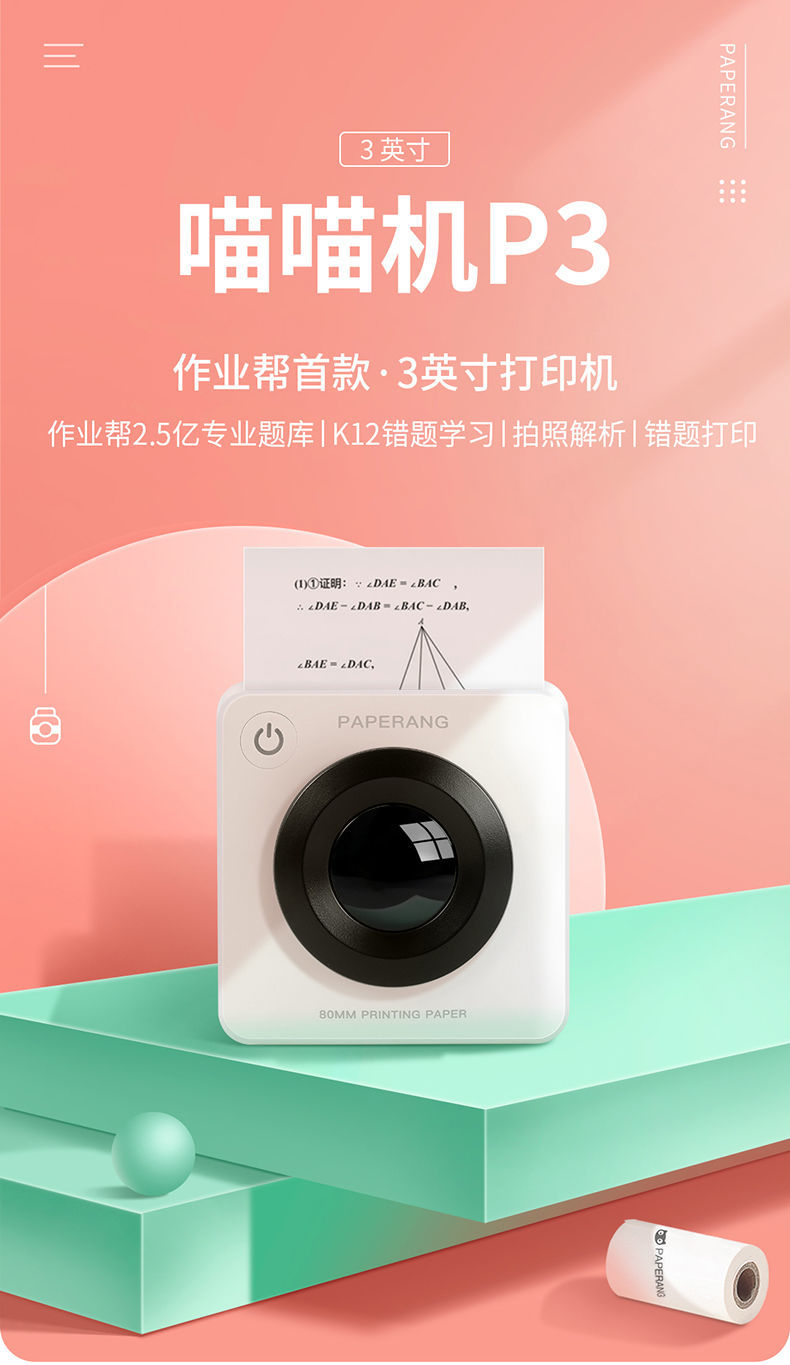 PAPERANG
3 英寸
喵喵机P3
作业帮首款·3英寸打印机
作业帮2.5亿专业题库|K12错题学习|拍照解析|错题打印
(1)①证明：∵ ∠DAE = ∠BAC ，
∴ ∠DAE − ∠DAB = ∠BAC − ∠DAB,
A
∠BAE = ∠DAC,
PAPERANG
80MM PRINTING PAPER
PAPERANG